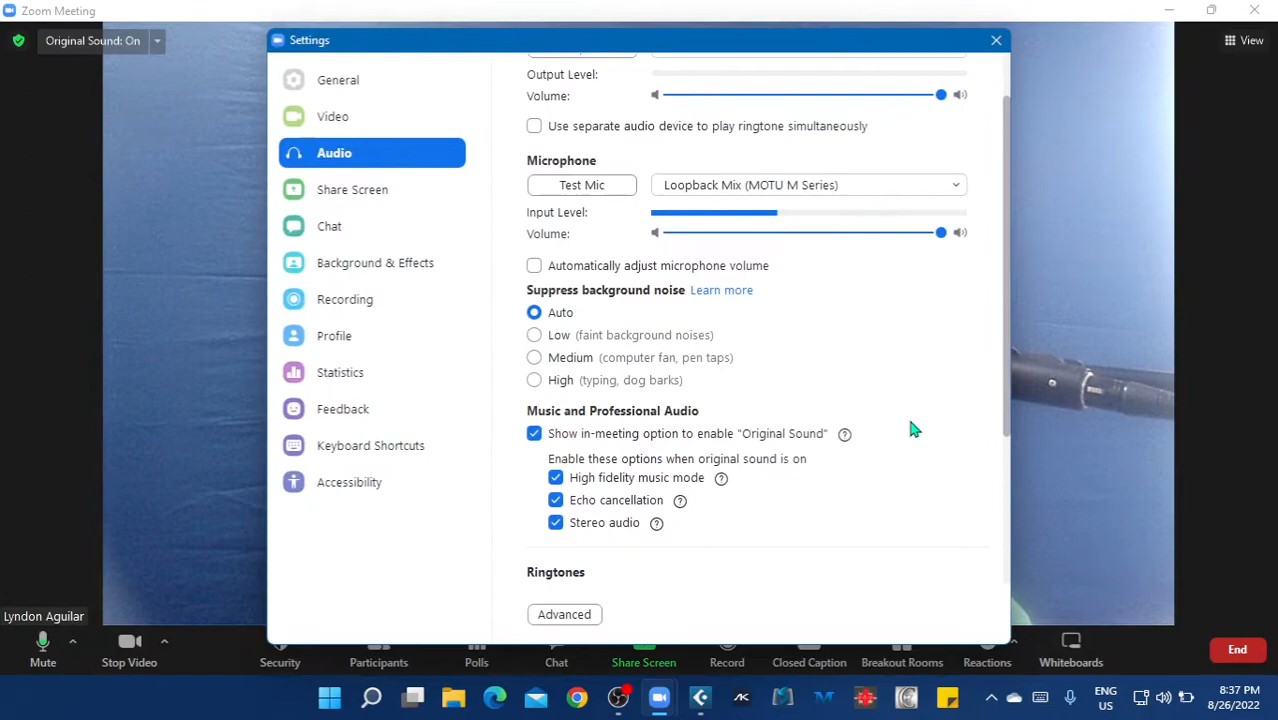 Zoom Meeting
Original Sound: On
View
Settings
General
Video
Audio
Share Screen
Chat
Background & Effects
Recording
Profile
Statistics
Feedback
Keyboard Shortcuts
Accessibility
Output Level:
Volume:
Use separate audio device to play ringtone simultaneously
Microphone
Test Mic
Loopback Mix (MOTU M Series)
Input Level:
Volume:
Automatically adjust microphone volume
Suppress background noise Learn more
Auto
Low (faint background noises)
Medium (computer fan, pen taps)
High (typing, dog barks)
Music and Professional Audio
Show in-meeting option to enable "Original Sound" ?
Enable these options when original sound is on
High fidelity music mode ?
Echo cancellation ?
Stereo audio ?
Ringtones
Advanced
Lyndon Aguilar
Mute
Stop Video
Security
Participants
Polls
Chat
Share Screen
Record
Closed Caption
Breakout Rooms
Reactions
Whiteboards
End
AK
ENG
US
8:37 PM
8/26/2022